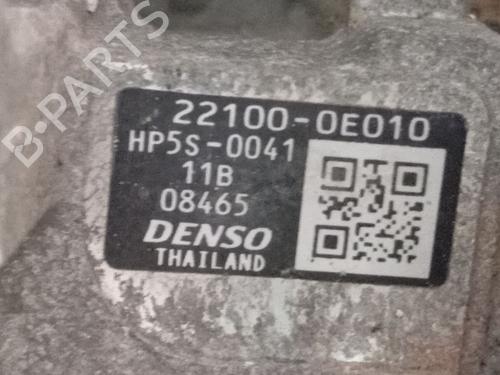 B-PARTS
22100-0E010
HP5S-0041
11B
08465
DENSO
THAILAND